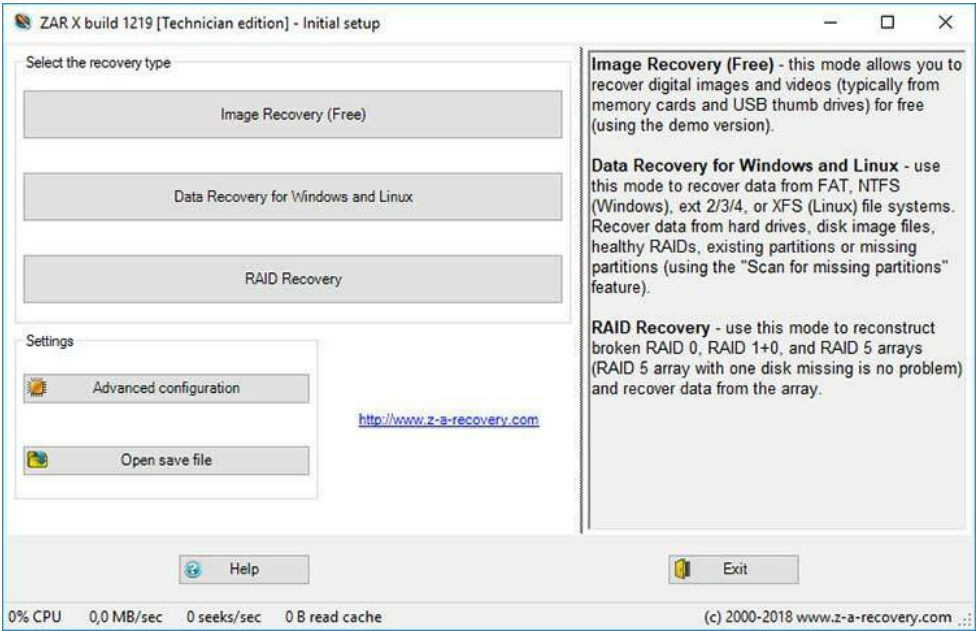 ZAR X build 1219 [Technician edition] - Initial setup
Select the recovery type
Image Recovery (Free)
Data Recovery for Windows and Linux
RAID Recovery
Settings
Advanced configuration
Open save file
http://www.z-a-recovery.com
Image Recovery (Free) - this mode allows you to
recover digital images and videos (typically from
memory cards and USB thumb drives) for free
(using the demo version).
Data Recovery for Windows and Linux - use
this mode to recover data from FAT, NTFS
(Windows), ext 2/3/4, or XFS (Linux) file systems.
Recover data from hard drives, disk image files,
healthy RAIDs, existing partitions or missing
partitions (using the "Scan for missing partitions"
feature).
RAID Recovery - use this mode to reconstruct
broken RAID 0, RAID 1+0, and RAID 5 arrays
(RAID 5 array with one disk missing is no problem)
and recover data from the array.
Help
Exit
0% CPU 0,0 MB/sec 0 seeks/sec 0 B read cache (c) 2000-2018 www.z-a-recovery.com